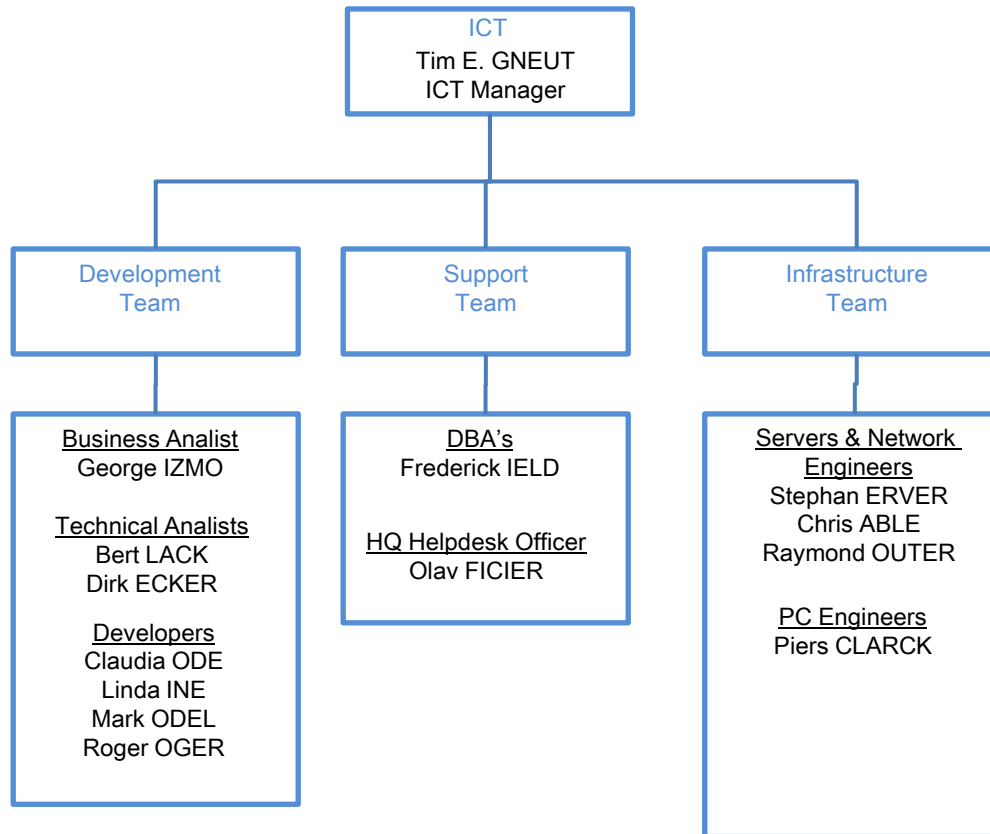 ICT
Tim E. GNEUT
ICT Manager
Development
Team
Support
Team
Infrastructure
Team
Business Analist
George IZMO
Technical Analists
Bert LACK
Dirk ECKER
Developers
Claudia ODE
Linda INE
Mark ODEL
Roger OGER
DBA's
Frederick IELD
HQ Helpdesk Officer
Olav FICIER
Servers & Network
Engineers
Stephan ERVER
Chris ABLE
Raymond OUTER
PC Engineers
Piers CLARCK